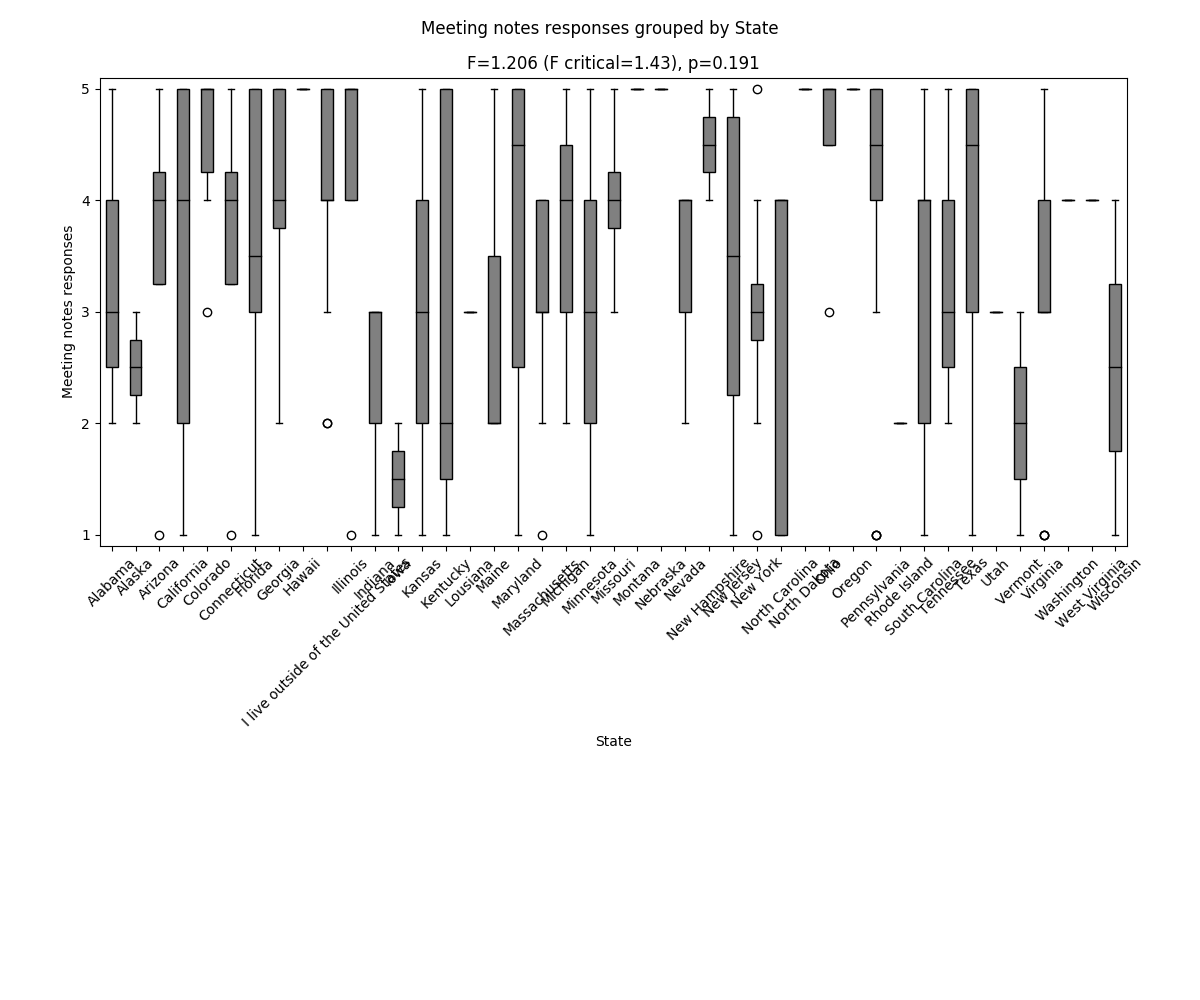 Meeting notes responses grouped by State
F=1.206 (F critical=1.43), p=0.191
Meeting notes responses
5
4
3
2
1
Alabama
Alaska
Arizona
California
Colorado
Connecticut
Florida
Georgia
Hawaii
I live outside of the United States
Illinois
Indiana
Iowa
Kansas
Kentucky
Lousiana
Maine
Maryland
Massachusetts
Michigan
Minnesota
Missouri
Montana
Nebraska
Nevada
New Hampshire
New Jersey
New York
North Carolina
North Dakota
Ohio
Oregon
Pennsylvania
Rhode Island
South Carolina
Tennessee
Texas
Utah
Vermont
Virginia
Washington
West Virginia
Wisconsin
State